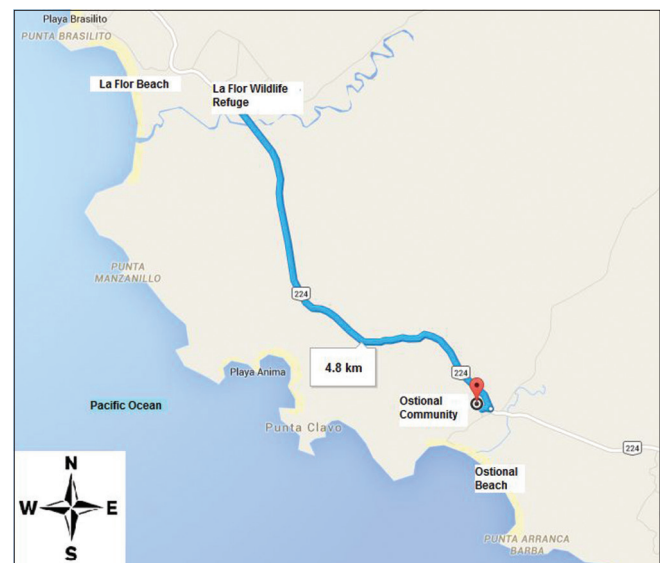 Playa Brasilito
PUNTA BRASILITO
La Flor Beach
La Flor Wildlife
Refuge
PUNTA
MANZANILLO
224
4.8 km
Playa Anima
224
Pacific Ocean
Ostional
Community
Punta Clavo
224
Ostional
Beach
PUNTA ARRANCA
BARBA
N
W
E
S